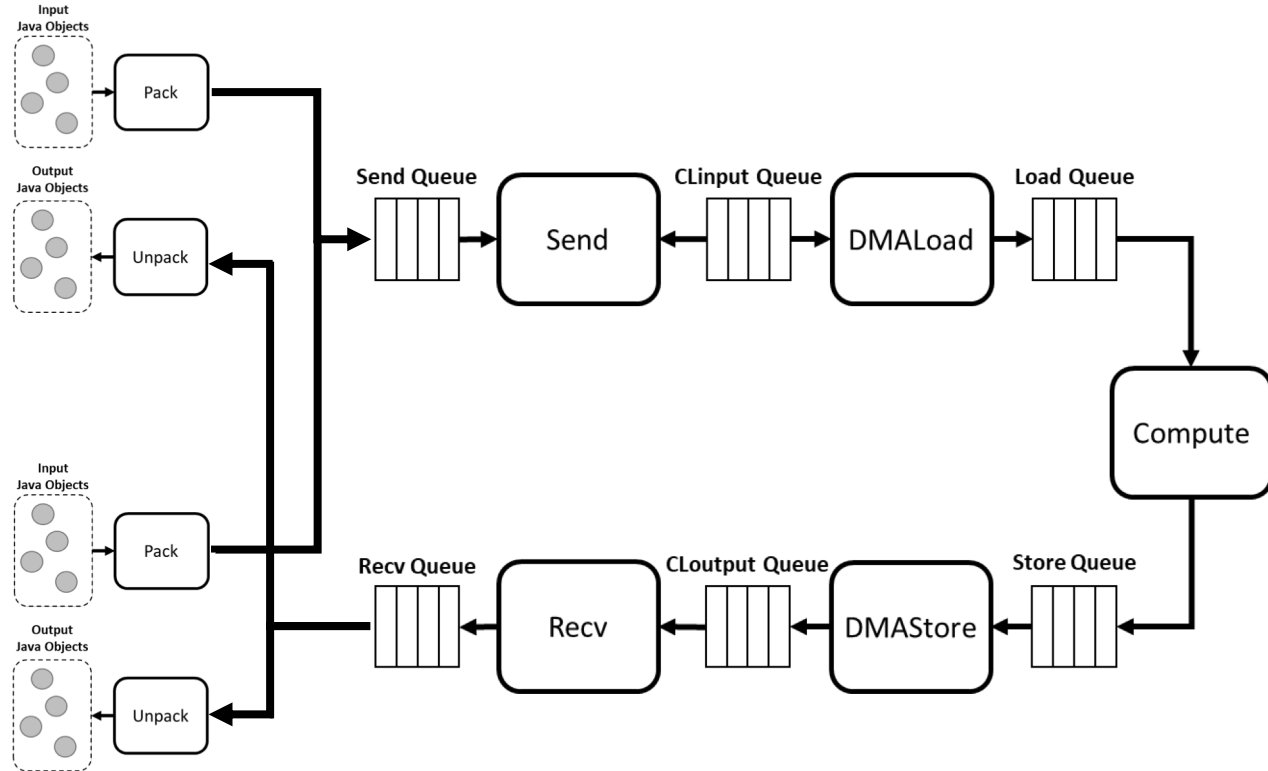 Input
Java Objects
Pack
Output
Java Objects
Unpack
Send Queue
Send
CLinput Queue
DMALoad
Load Queue
Compute
Input
Java Objects
Pack
Recv Queue
Recv
CLoutput Queue
DMAStore
Store Queue
Output
Java Objects
Unpack